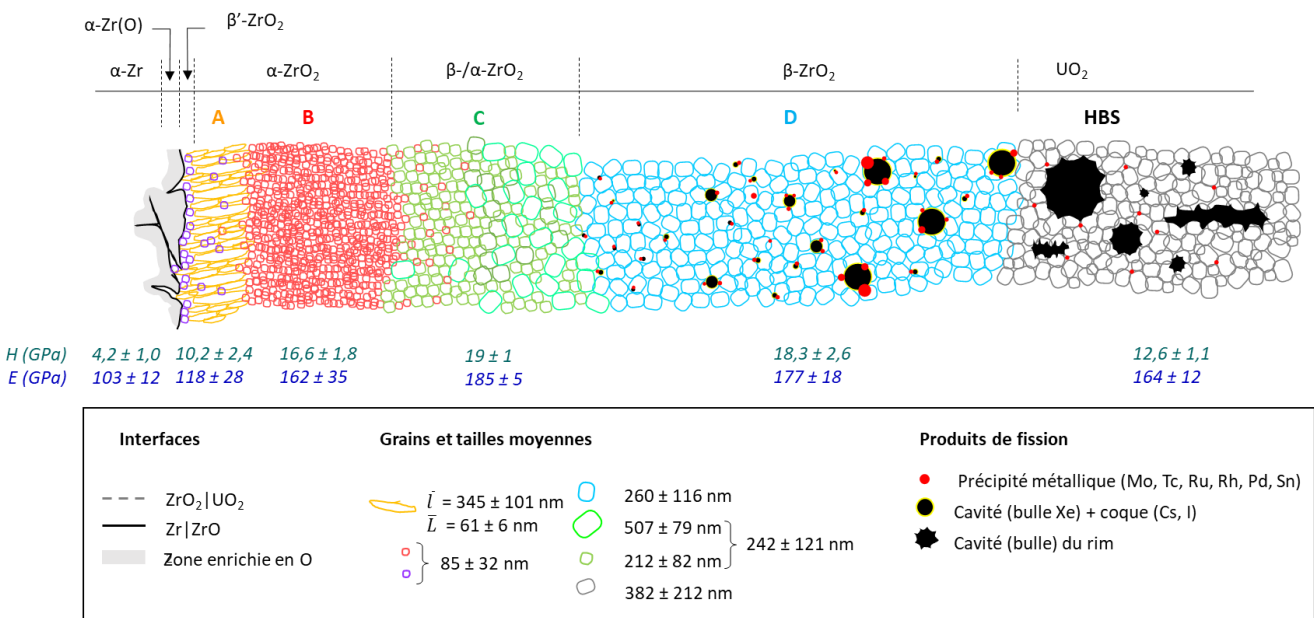 α-Zr(O) β’-ZrO2
α-Zr α-ZrO2 β-/α-ZrO2 β-ZrO2 UO2
A B C D HBS
H (GPa) 4,2 ± 1,0 10,2 ± 2,4 16,6 ± 1,8 19 ± 1 18,3 ± 2,6 12,6 ± 1,1
E (GPa) 103 ± 12 118 ± 28 162 ± 35 185 ± 5 177 ± 18 164 ± 12
Interfaces
ZrO2|UO2
Zr|ZrO
Zone enrichie en O
Grains et tailles moyennes
l̄ = 345 ± 101 nm
L̄ = 61 ± 6 nm
85 ± 32 nm
260 ± 116 nm
507 ± 79 nm
212 ± 82 nm
242 ± 121 nm
382 ± 212 nm
Produits de fission
Précipité métallique (Mo, Tc, Ru, Rh, Pd, Sn)
Cavité (bulle Xe) + coque (Cs, I)
Cavité (bulle) du rim